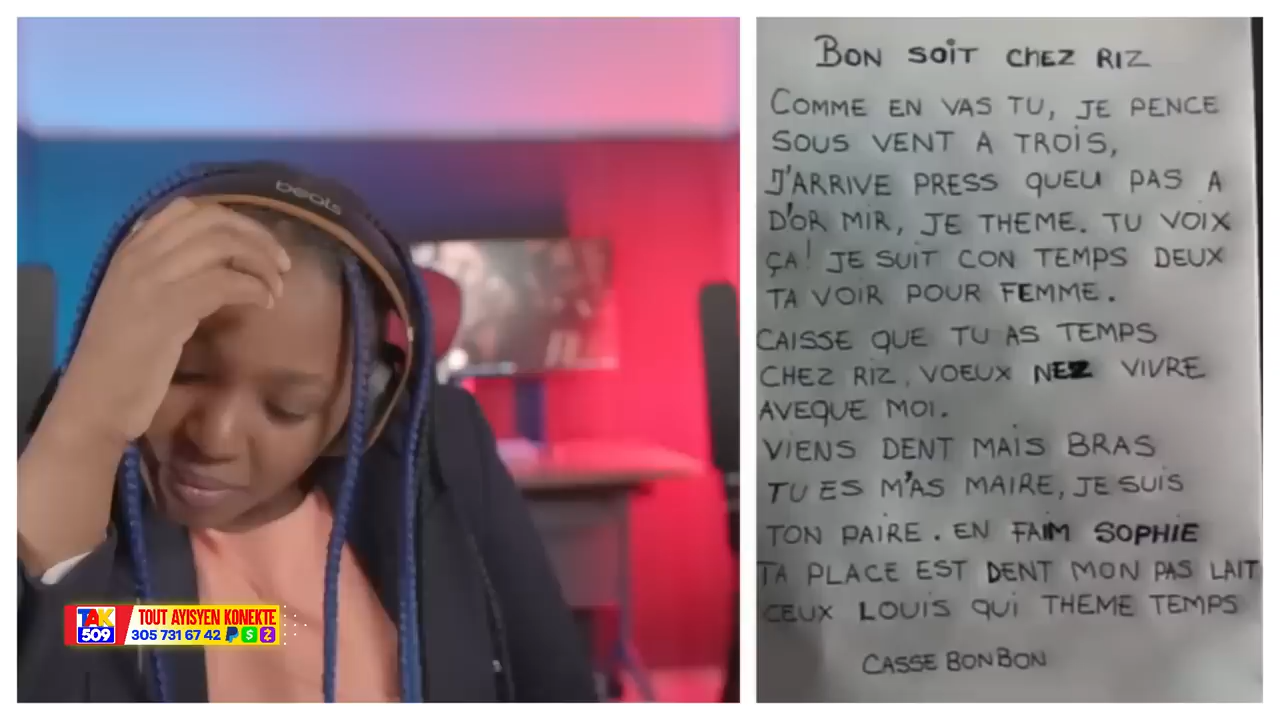 beats
TAK
509
TOUT AYISYEN KONEKTE
305 731 67 42
BON SOIT CHEZ RIZ
COMME EN VAS TU, JE PENCE
SOUS VENT A TROIS,
J'ARRIVE PRESS QUEU PAS A
D'OR MIR, JE THEME. TU VOIX
ÇA! JE SUIT CON TEMPS DEUX
TA VOIR POUR FEMME.
CAISSE QUE TU AS TEMPS
CHEZ RIZ, VOEUX NEZ VIVRE
AVEQUE MOI.
VIENS DENT MAIS BRAS
TU ES M'AS MAIRE, JE SUIS
TON PAIRE. EN FAIM SOPHIE
TA PLACE EST DENT MON PAS LAIT
CEUX LOUIS QUI THEME TEMPS
CASSE BONBON